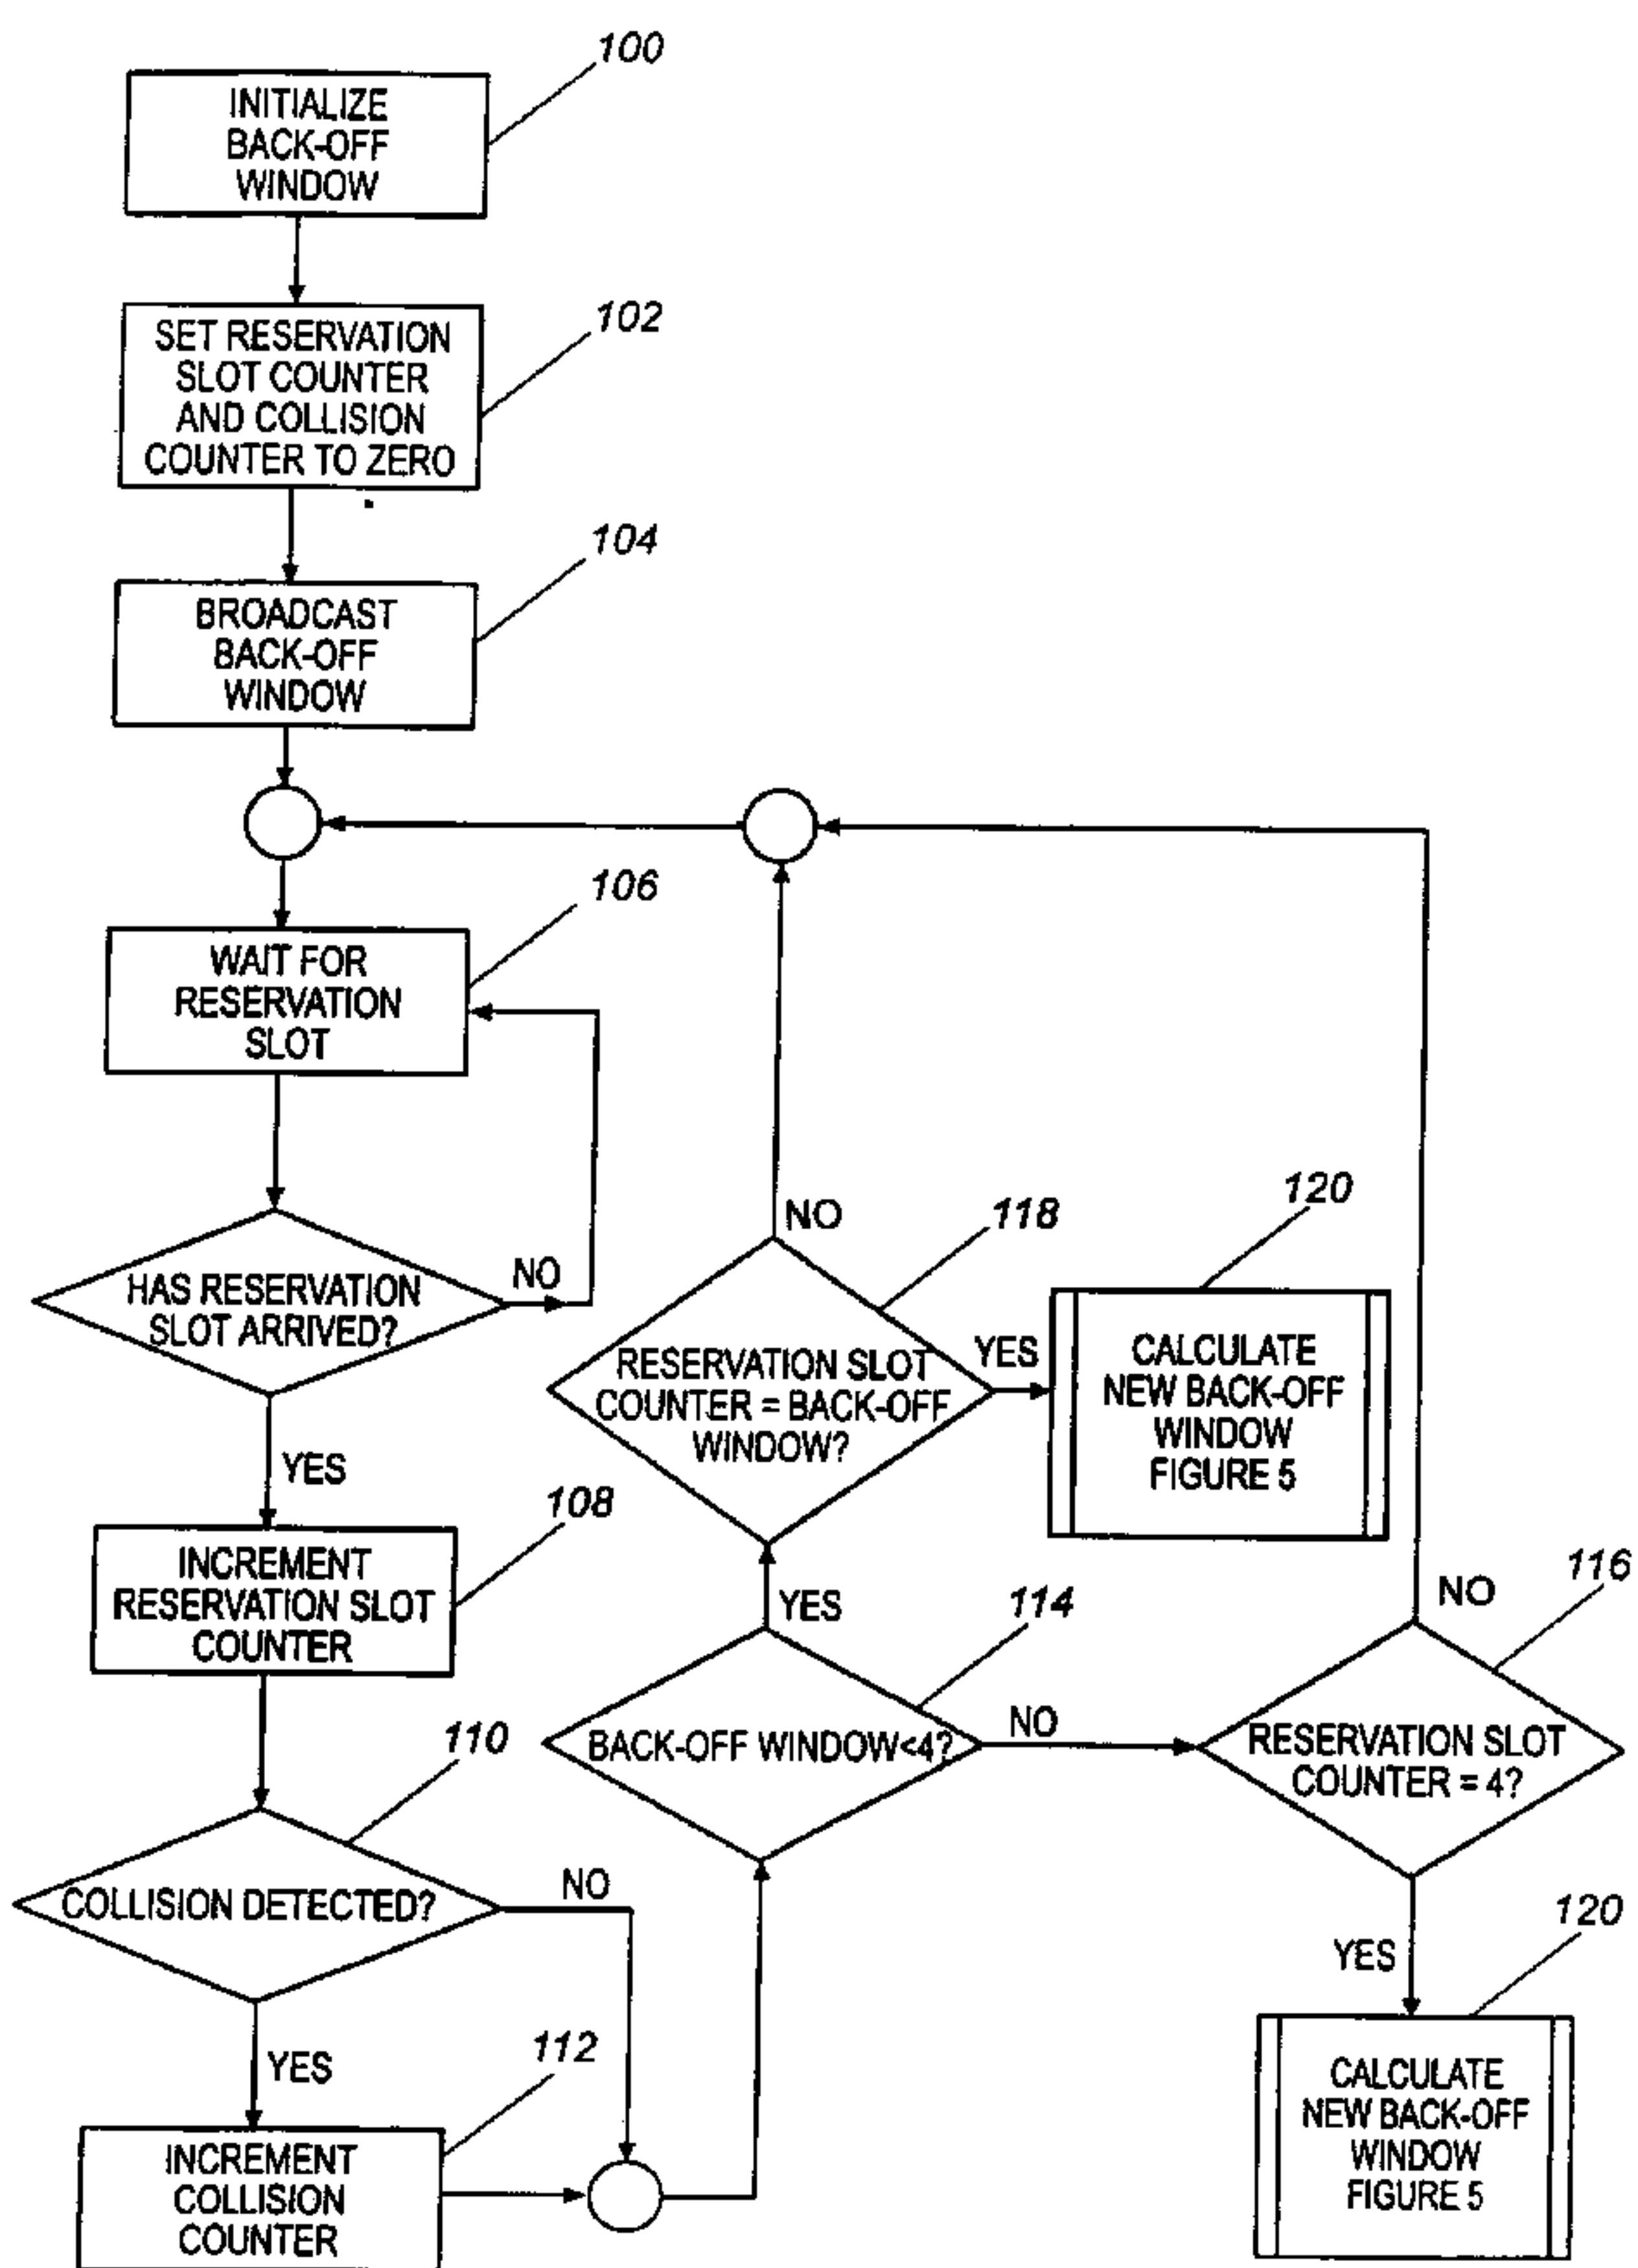 100
INITIALIZE
BACK-OFF
WINDOW
102
SET RESERVATION
SLOT COUNTER
AND COLLISION
COUNTER TO ZERO
104
BROADCAST
BACK-OFF
WINDOW
106
WAIT FOR
RESERVATION
SLOT
HAS RESERVATION
SLOT ARRIVED?
NO
YES
108
INCREMENT
RESERVATION SLOT
COUNTER
110
COLLISION DETECTED?
NO
YES
112
INCREMENT
COLLISION
COUNTER
114
BACK-OFF WINDOW<4?
YES
NO
118
RESERVATION SLOT
COUNTER = BACK-OFF
WINDOW?
NO
YES
120
CALCULATE
NEW BACK-OFF
WINDOW
FIGURE 5
116
RESERVATION SLOT
COUNTER = 4?
NO
YES
120
CALCULATE
NEW BACK-OFF
WINDOW
FIGURE 5